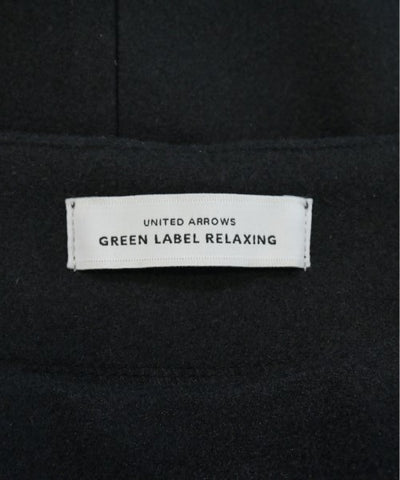 UNITED ARROWS
GREEN LABEL RELAXING